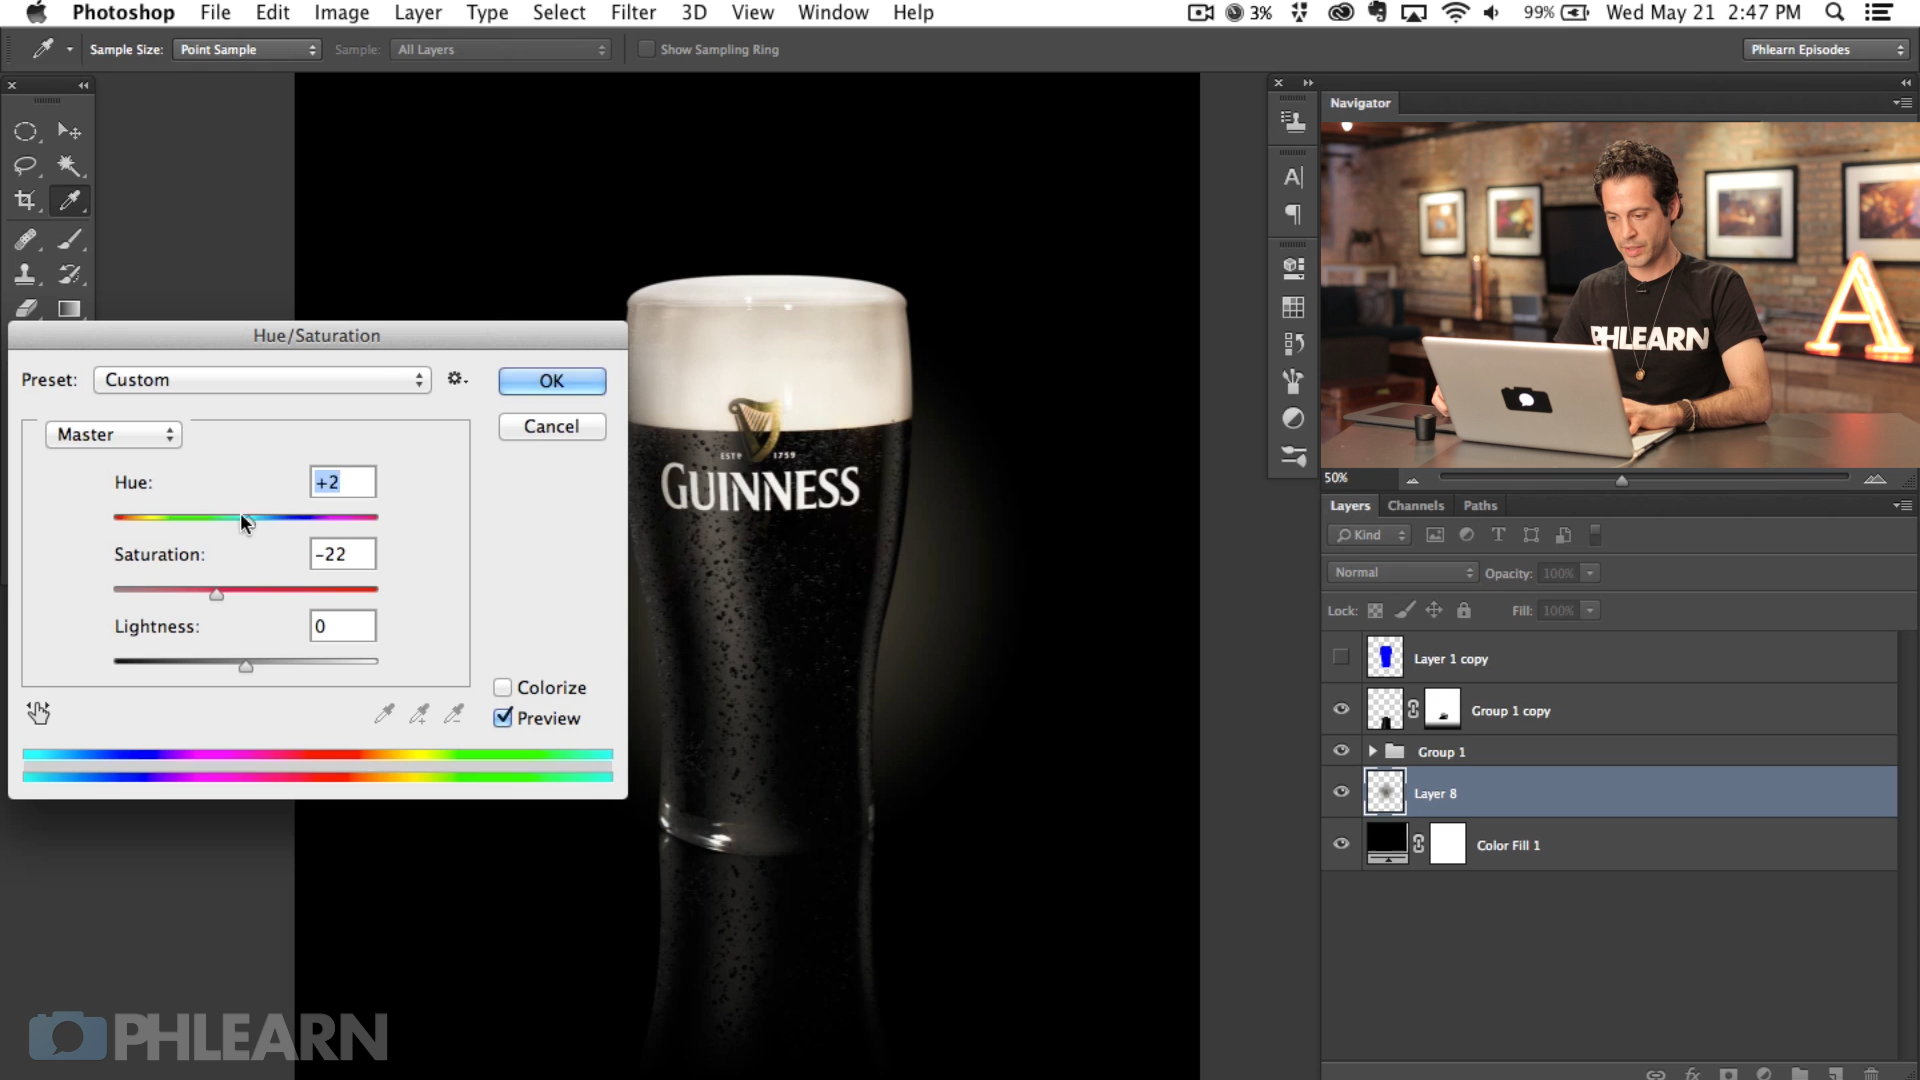 Photoshop File Edit Image Layer Type Select Filter 3D View Window Help 3% 99% Wed May 21 2:47 PM
Sample Size: Point Sample Sample: All Layers Show Sampling Ring Phlearn Episodes
Navigator
PHLEARN
A
Hue/Saturation
Preset: Custom OK
Cancel
Master
Hue: +2
Saturation: -22
Lightness: 0
Colorize
Preview
ESTD 1759
GUINNESS
50%
Layers Channels Paths
Kind
Normal Opacity: 100%
Lock: Fill: 100%
Layer 1 copy
Group 1 copy
Group 1
Layer 8
Color Fill 1
fx
PHLEARN